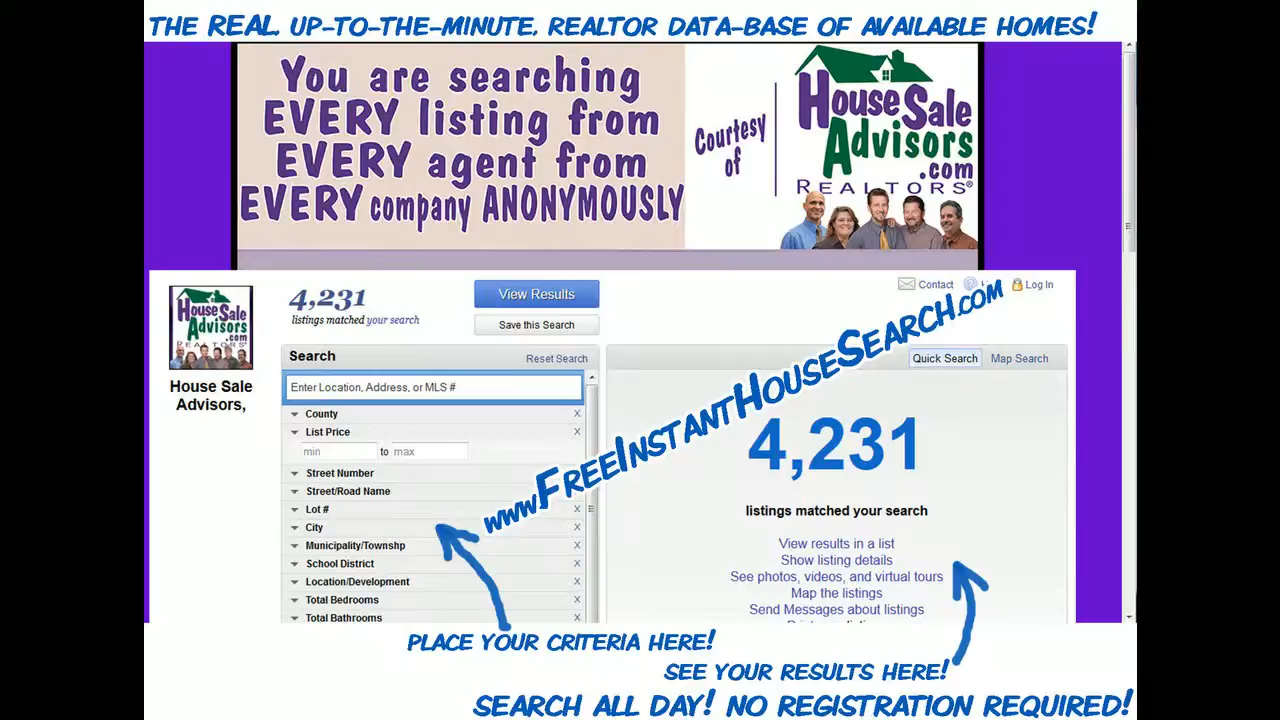 THE REAL, UP-TO-THE-MINUTE, REALTOR DATA-BASE OF AVAILABLE HOMES!
You are searching
EVERY listing from
EVERY agent from
EVERY company ANONYMOUSLY
Courtesy
of
HouseSale
Advisors
.com
REALTORS®
House Sale
Advisors
.com
REALTORS
House Sale
Advisors,
4,231
listings matched your search
View Results
Save this Search
Contact
Log In
Search
Reset Search
Quick Search
Map Search
Enter Location, Address, or MLS #
County X
List Price X
min to max
Street Number
Street/Road Name
Lot # X
City X
Municipality/Townshp X
School District X
Location/Development X
Total Bedrooms X
Total Bathrooms X
www.FreeInstantHouseSearch.com
4,231
listings matched your search
View results in a list
Show listing details
See photos, videos, and virtual tours
Map the listings
Send Messages about listings
PLACE YOUR CRITERIA HERE!
SEE YOUR RESULTS HERE!
SEARCH ALL DAY! NO REGISTRATION REQUIRED!